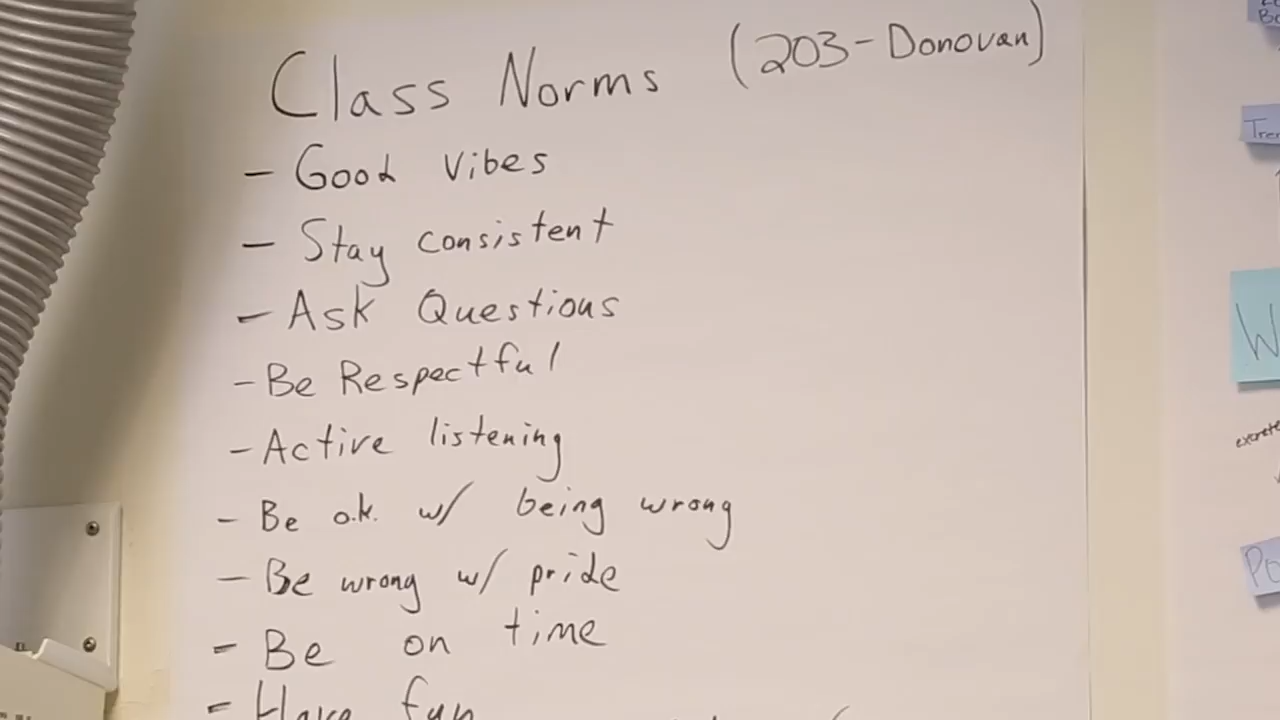 Class Norms (203-Donovan)
- Good vibes
- Stay consistent
- Ask Questions
- Be Respectful
- Active listening
- Be o.k. w/ being wrong
- Be wrong w/ pride
- Be on time
- Have fun